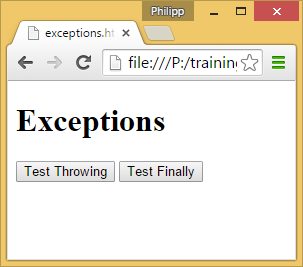 Philipp
exceptions.ht
file:///P:/training
Exceptions
Test Throwing Test Finally